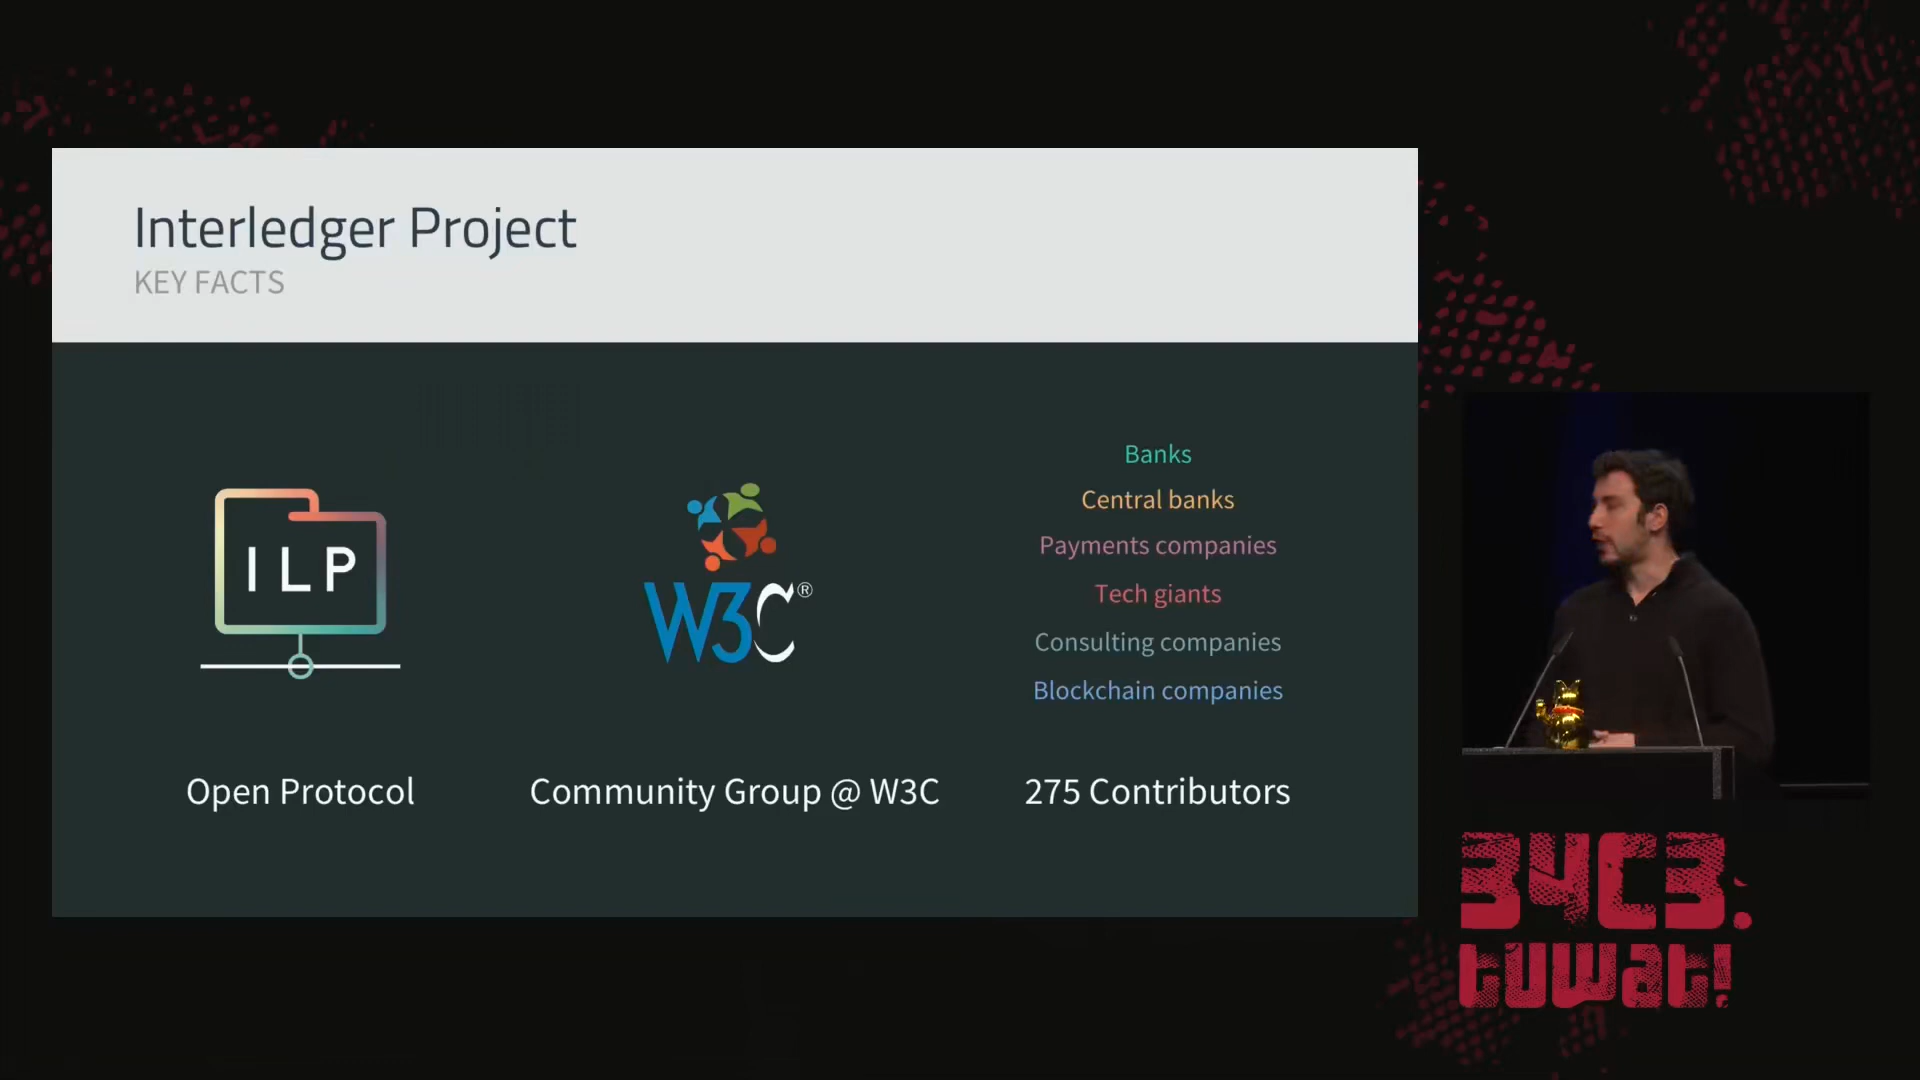 Interledger Project
KEY FACTS
ILP
W3C®
Banks
Central banks
Payments companies
Tech giants
Consulting companies
Blockchain companies
Open Protocol
Community Group @ W3C
275 Contributors
34C3.
tuwat!